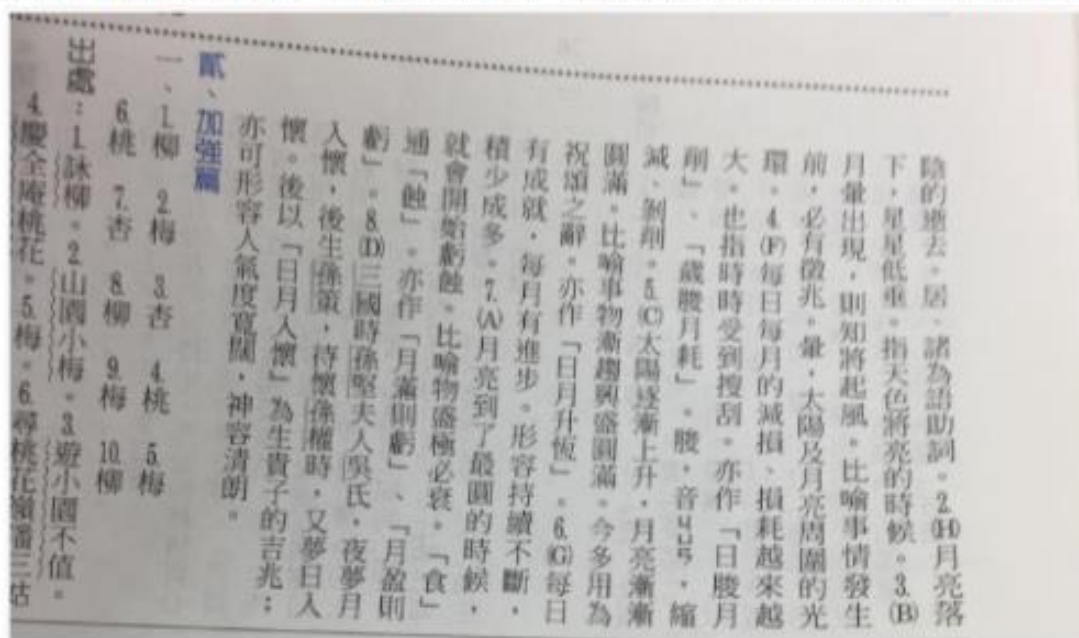 陰的進去。居、諸為語助詞。2.(H)月亮落
下，星星低垂。指天色將亮的時候。3.(B)
月暈出現，則知將起風。比喻事情發生
前，必有徵兆。暈，太陽及月亮周圍的光
環。4.(F)每日每月的減損、損耗越來越
大。也指時時受到搜刮。亦作「日朘月
削」、「歲朘月耗」。朘，音ㄐㄩㄢ，縮
減、剝削。5.(C)太陽逐漸上升，月亮漸漸
圓滿。比喻事物漸趨興盛圓滿。今多用為
祝頌之辭。亦作「日月升恆」。6.(G)每日
有成就，每月有進步。形容持續不斷，
積少成多。7.(A)月亮到了最圓的時候，
就會開始虧蝕。比喻物盛極必衰。「食」
通「蝕」。亦作「月滿則虧」、「月盈則
虧」。8.(D)三國時孫堅夫人吳氏，夜夢月
入懷，後生孫策，待懷孫權時，又夢日入
懷。後以「日月入懷」為生貴子的吉兆；
亦可形容人氣度寬闊，神容清朗。
貳、加強篇
一、1.柳 2.梅 3.杏 4.桃 5.梅
6.桃 7.杏 8.柳 9.梅 10.柳
出處：1.詠柳。2.山園小梅。3.遊小園不值。
4.慶全庵桃花。5.梅。6.尋桃花嶺潘三姑